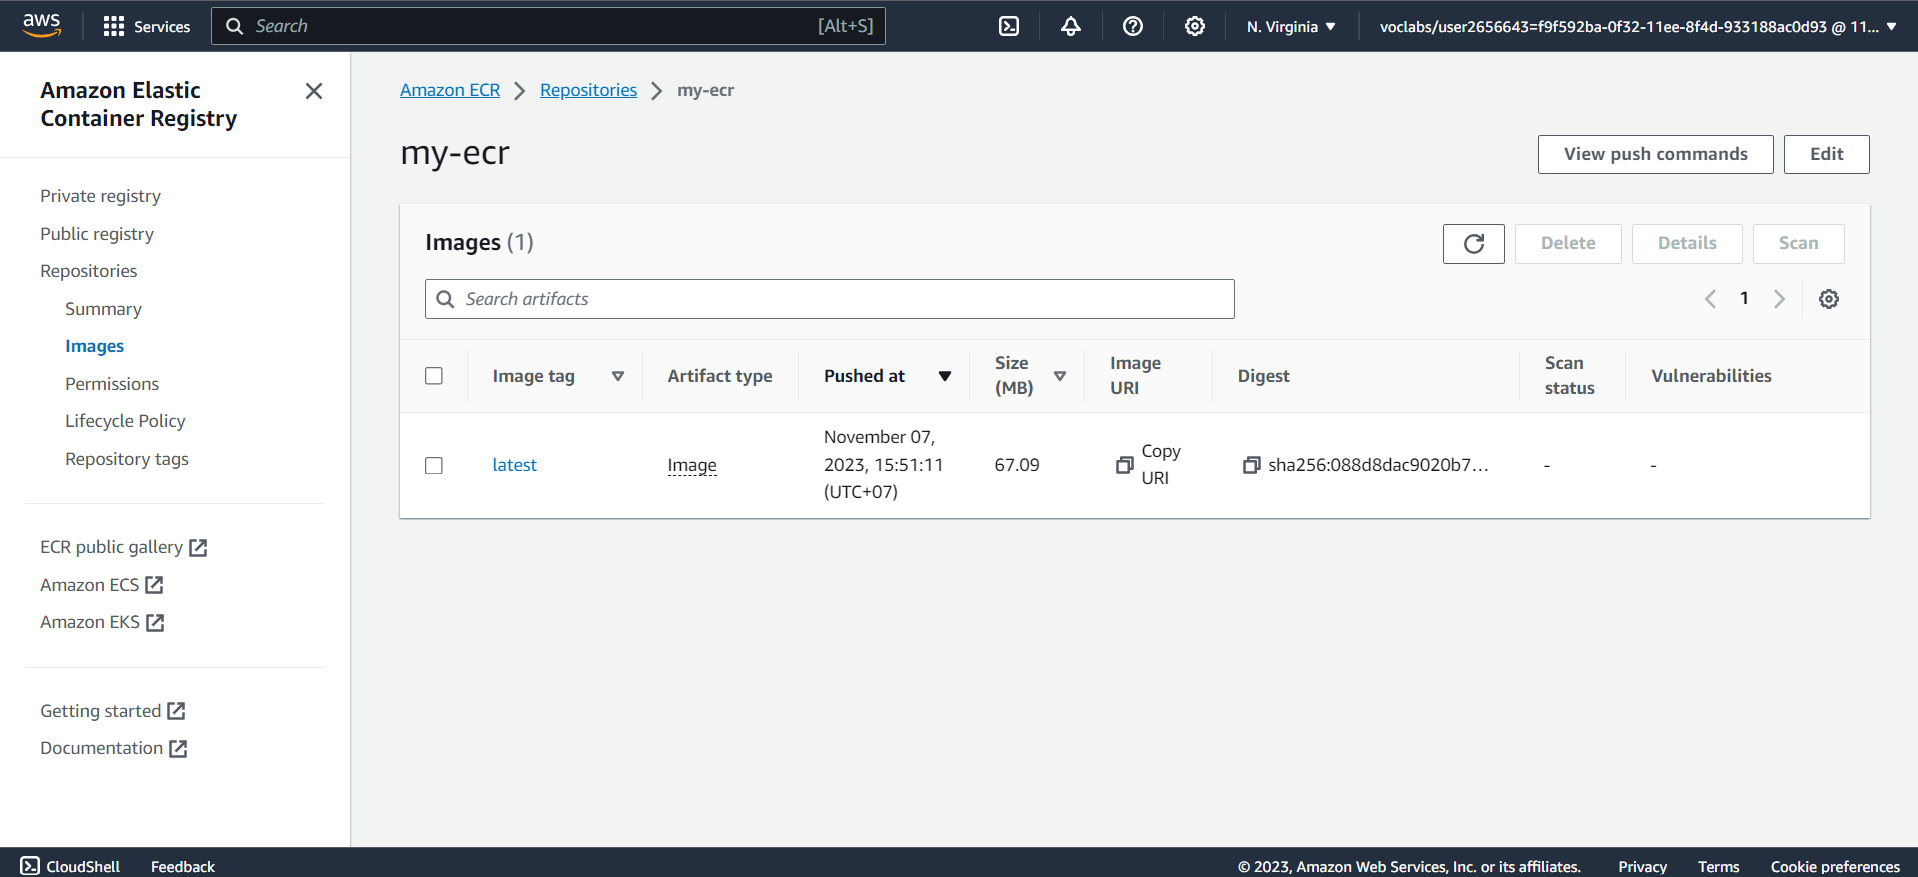 aws
Services
Search
[Alt+S]
N. Virginia
voclabs/user2656643=f9f592ba-0f32-11ee-8f4d-933188ac0d93 @ 11...
Amazon Elastic
Container Registry
Private registry
Public registry
Repositories
Summary
Images
Permissions
Lifecycle Policy
Repository tags
ECR public gallery
Amazon ECS
Amazon EKS
Getting started
Documentation
Amazon ECR
Repositories
my-ecr
my-ecr
View push commands
Edit
Images (1)
Delete
Details
Scan
Search artifacts
1
Image tag
Artifact type
Pushed at
Size
(MB)
Image
URI
Digest
Scan
status
Vulnerabilities
latest
Image
November 07,
2023, 15:51:11
(UTC+07)
67.09
Copy
URI
sha256:088d8dac9020b7...
-
-
CloudShell
Feedback
© 2023, Amazon Web Services, Inc. or its affiliates.
Privacy
Terms
Cookie preferences